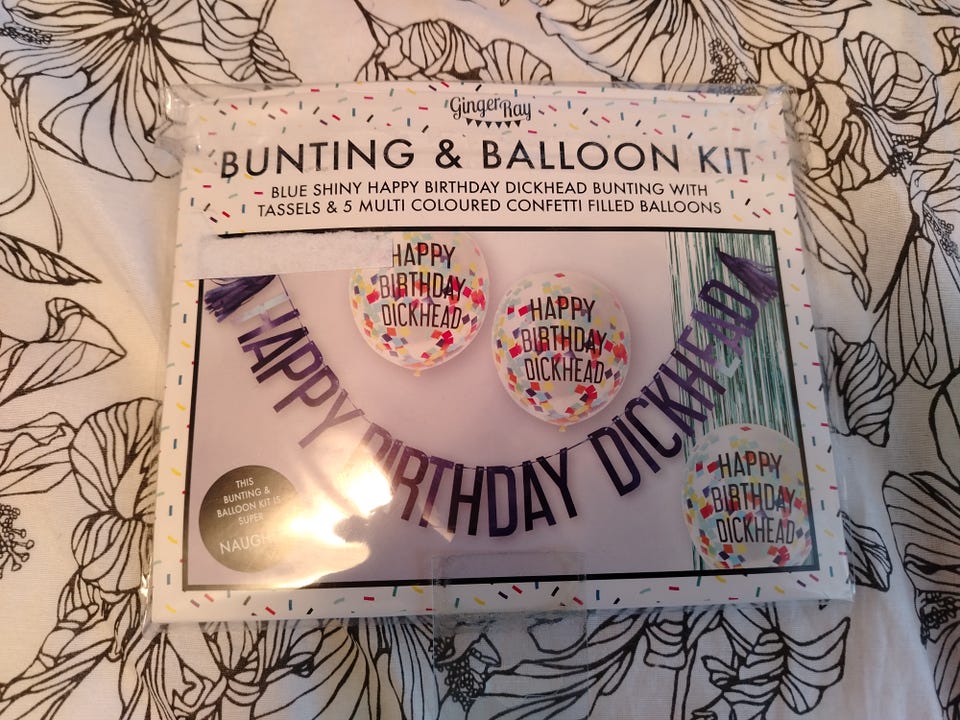 Ginger Ray
BUNTING & BALLOON KIT
BLUE SHINY HAPPY BIRTHDAY DICKHEAD BUNTING WITH
TASSELS & 5 MULTI COLOURED CONFETTI FILLED BALLOONS
HAPPY
BIRTHDAY
DICKHEAD
HAPPY
BIRTHDAY
DICKHEAD
HAPPY BIRTHDAY DICKHEAD
HAPPY
BIRTHDAY
DICKHEAD
THIS
BUNTING &
BALLOON KIT IS
SUPER